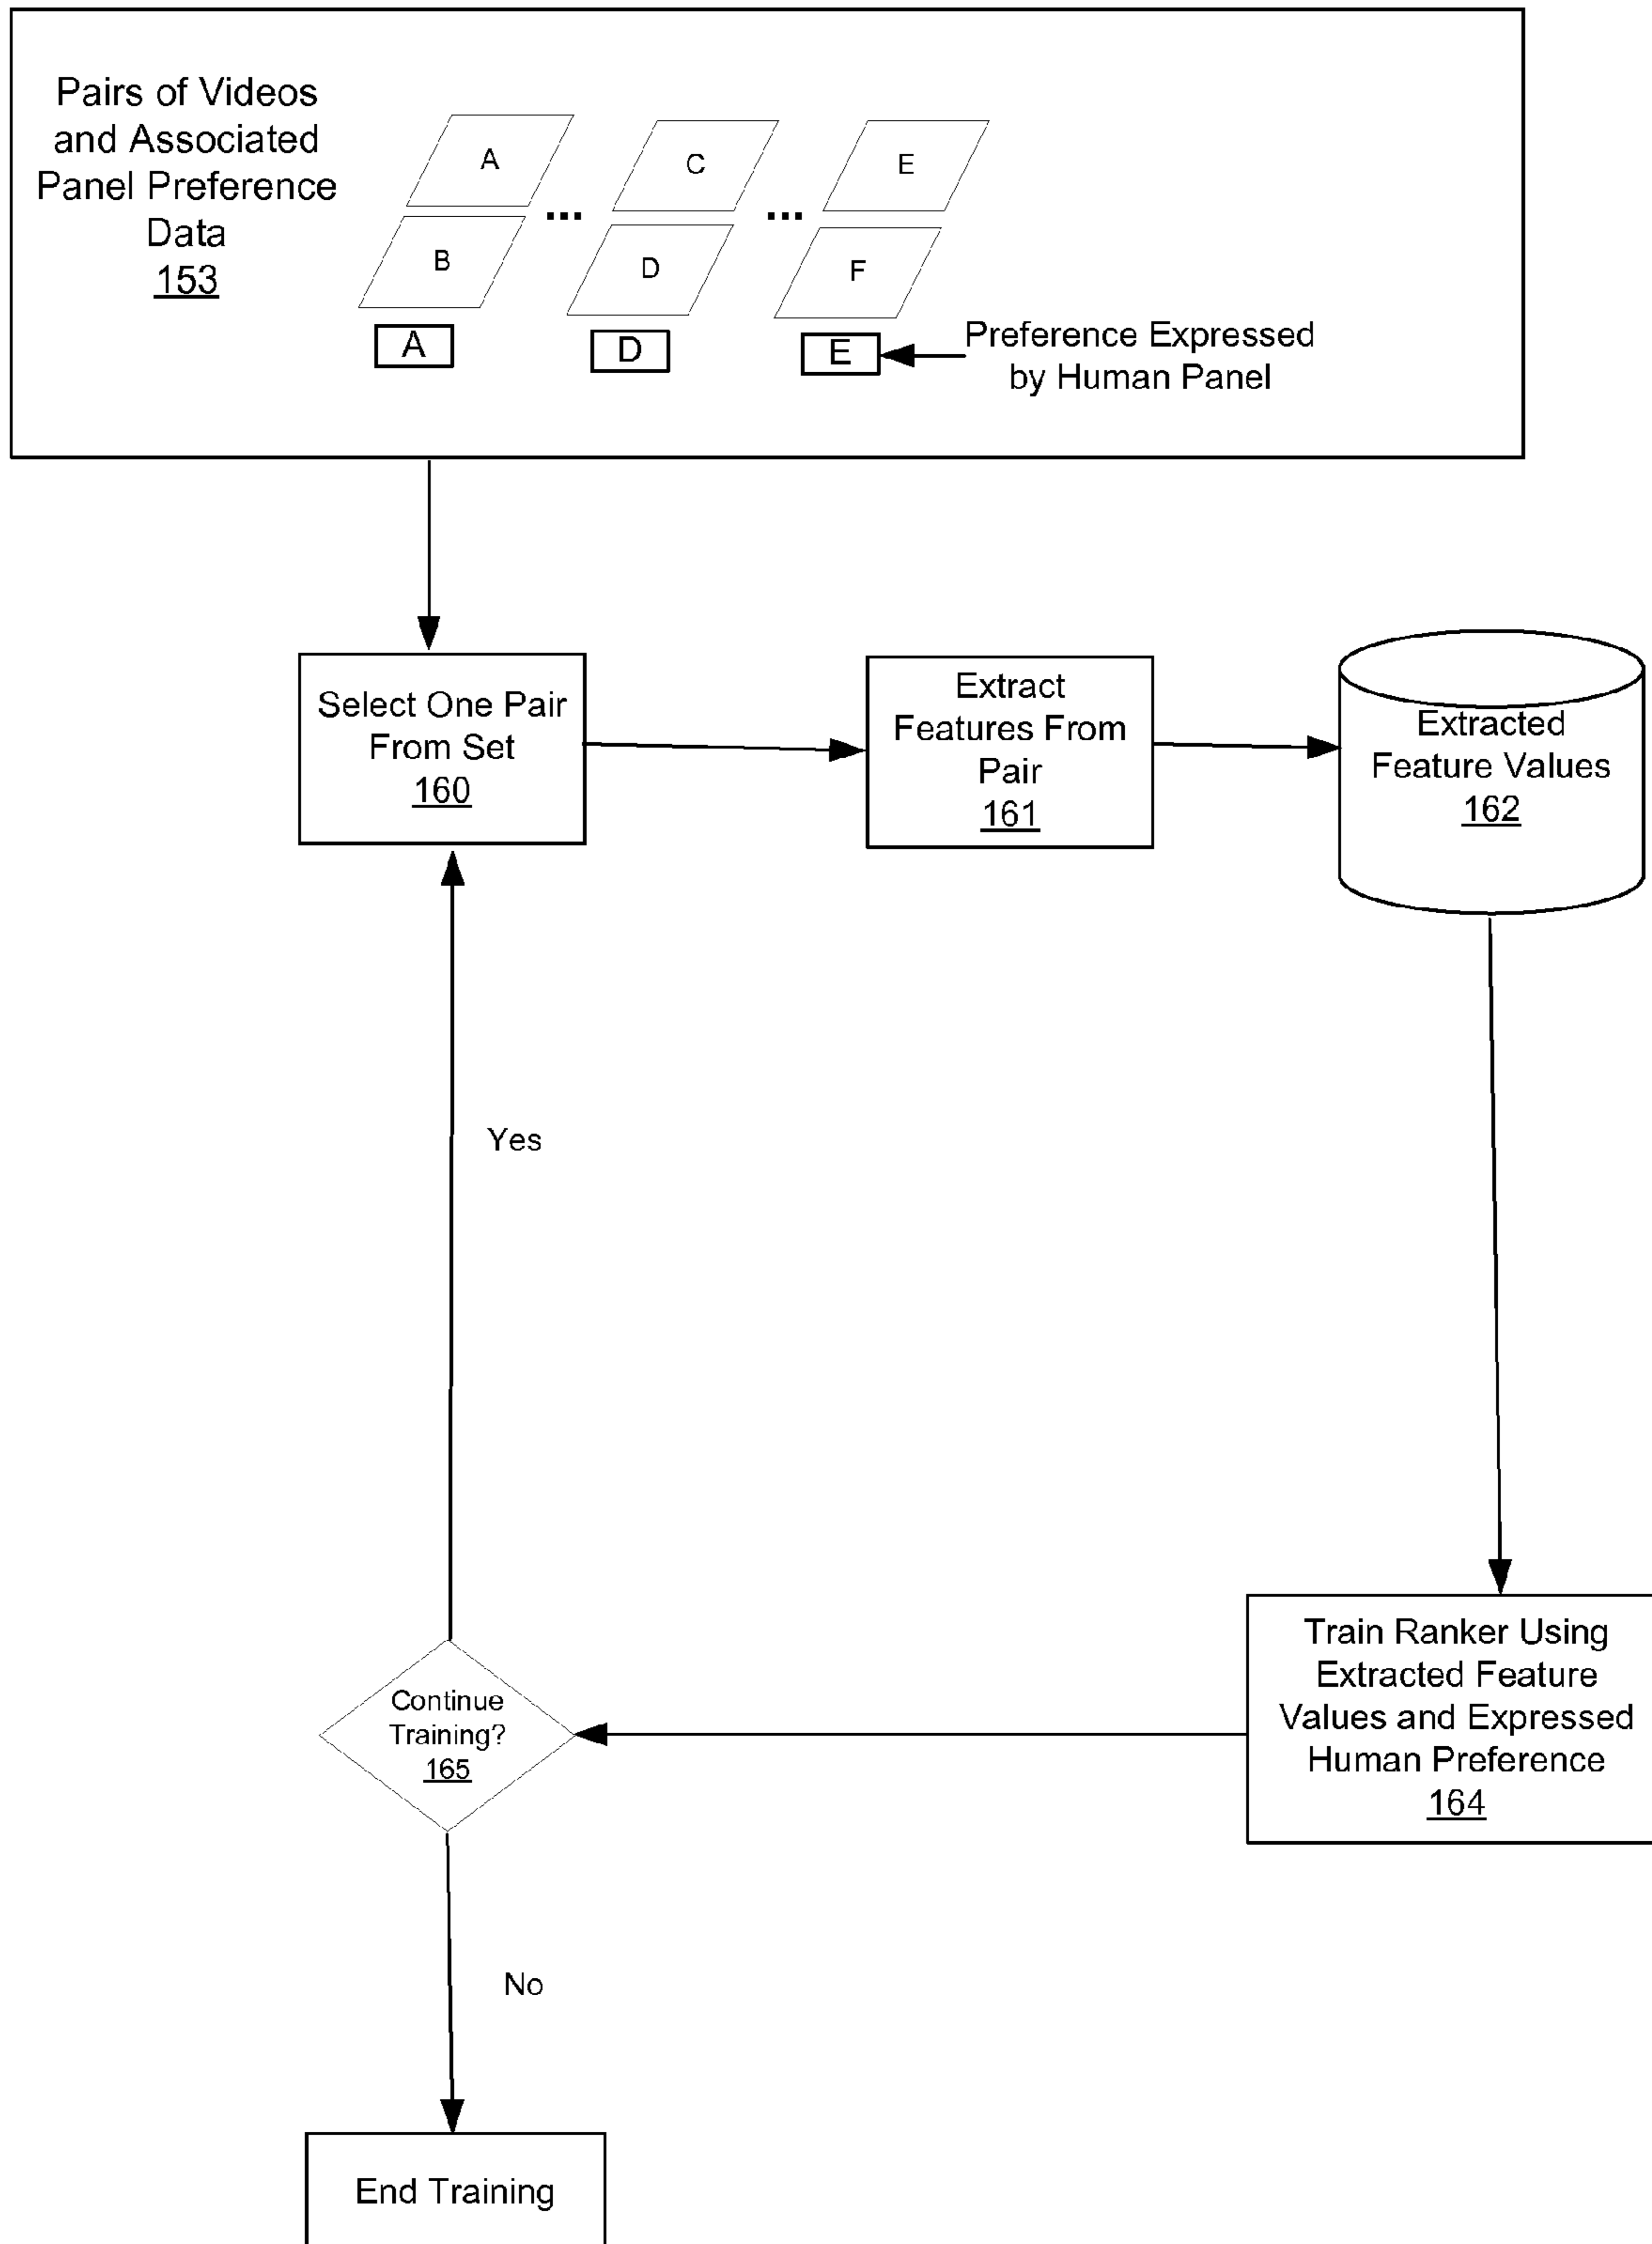 Pairs of Videos
and Associated
Panel Preference
Data
153
A
C
E
...
...
B
D
F
A
D
E
Preference Expressed
by Human Panel
Select One Pair
From Set
160
Extract
Features From
Pair
161
Extracted
Feature Values
162
Yes
Train Ranker Using
Extracted Feature
Values and Expressed
Human Preference
164
Continue
Training?
165
No
End Training